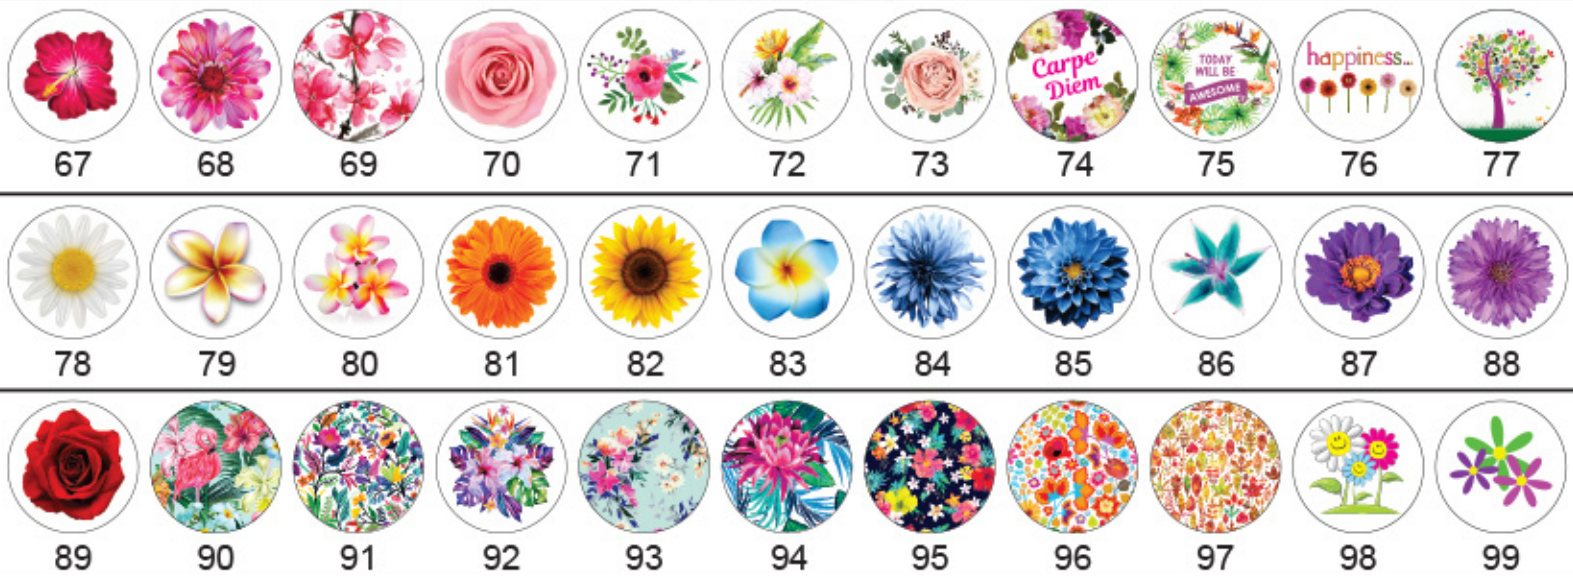 Carpe
Diem
TODAY
WILL BE
AWESOME
happiness...
67 68 69 70 71 72 73 74 75 76 77
78 79 80 81 82 83 84 85 86 87 88
89 90 91 92 93 94 95 96 97 98 99